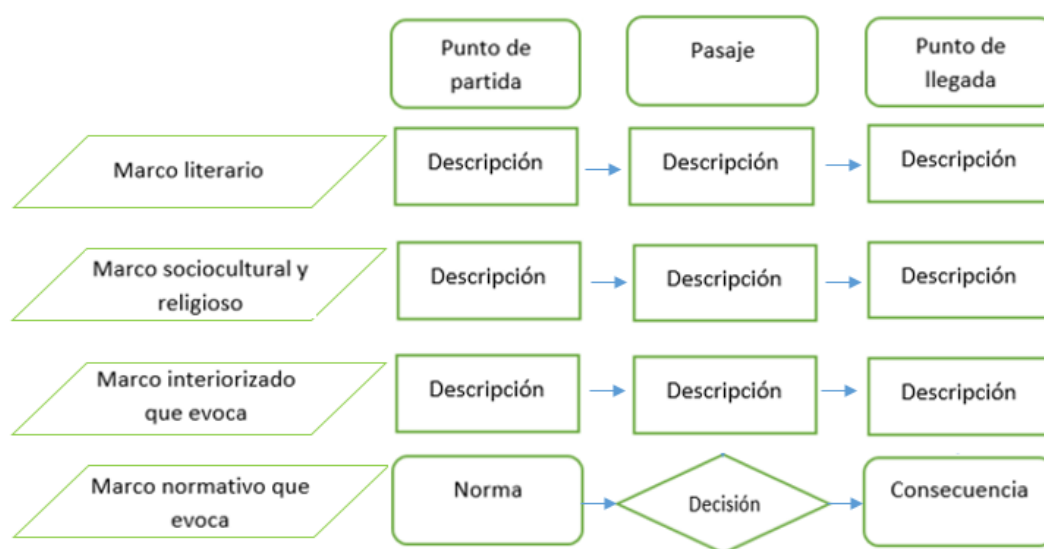 Punto de
partida
Pasaje
Punto de
llegada
Marco literario
Descripción
Descripción
Descripción
Marco sociocultural y
religioso
Descripción
Descripción
Descripción
Marco interiorizado
que evoca
Descripción
Descripción
Descripción
Marco normativo que
evoca
Norma
Decisión
Consecuencia